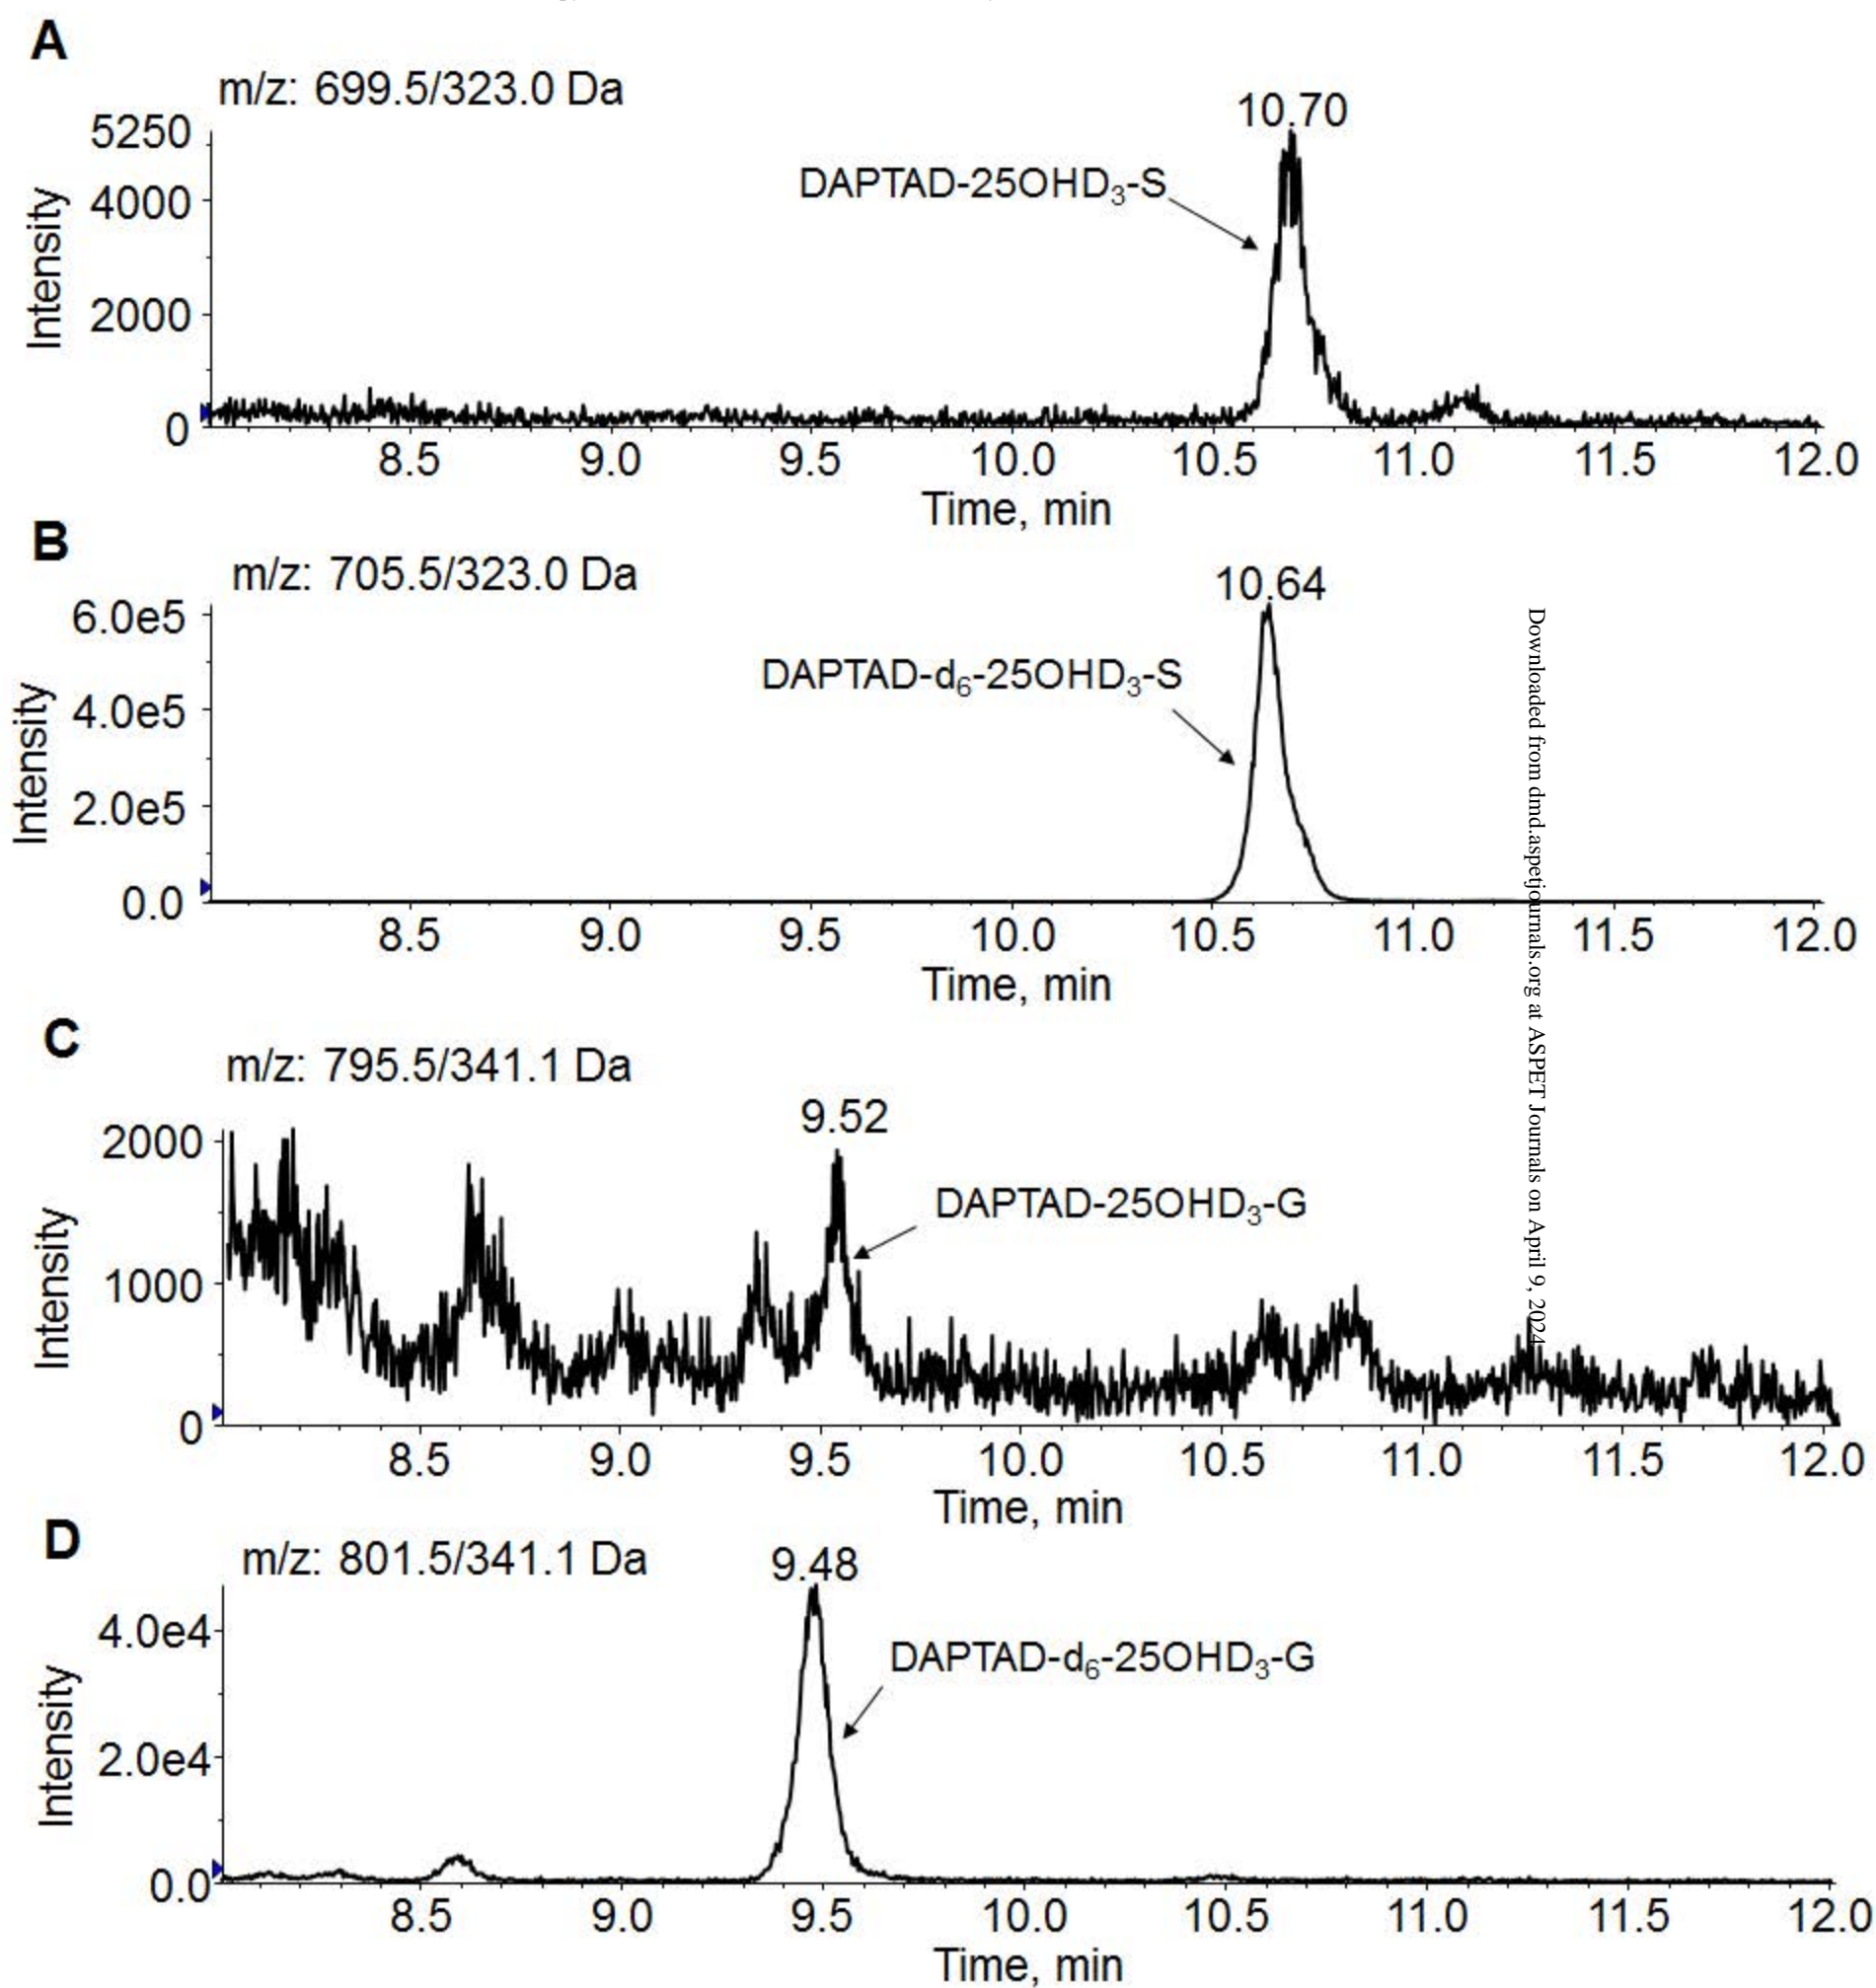 A
m/z: 699.5/323.0 Da
10.70
5250
DAPTAD-25OHD₃-S
4000
Intensity
2000
0
8.5 9.0 9.5 10.0 10.5 11.0 11.5 12.0
Time, min
B
m/z: 705.5/323.0 Da
10.64
6.0e5
DAPTAD-d₆-25OHD₃-S
4.0e5
Intensity
2.0e5
0.0
8.5 9.0 9.5 10.0 10.5 11.0 11.5 12.0
Time, min
C
m/z: 795.5/341.1 Da
9.52
2000
DAPTAD-25OHD₃-G
Intensity
1000
0
8.5 9.0 9.5 10.0 10.5 11.0 11.5 12.0
Time, min
D
m/z: 801.5/341.1 Da
9.48
4.0e4
DAPTAD-d₆-25OHD₃-G
Intensity
2.0e4
0.0
8.5 9.0 9.5 10.0 10.5 11.0 11.5 12.0
Time, min
Downloaded from dmd.aspetjournals.org at ASPET Journals on April 9, 2024